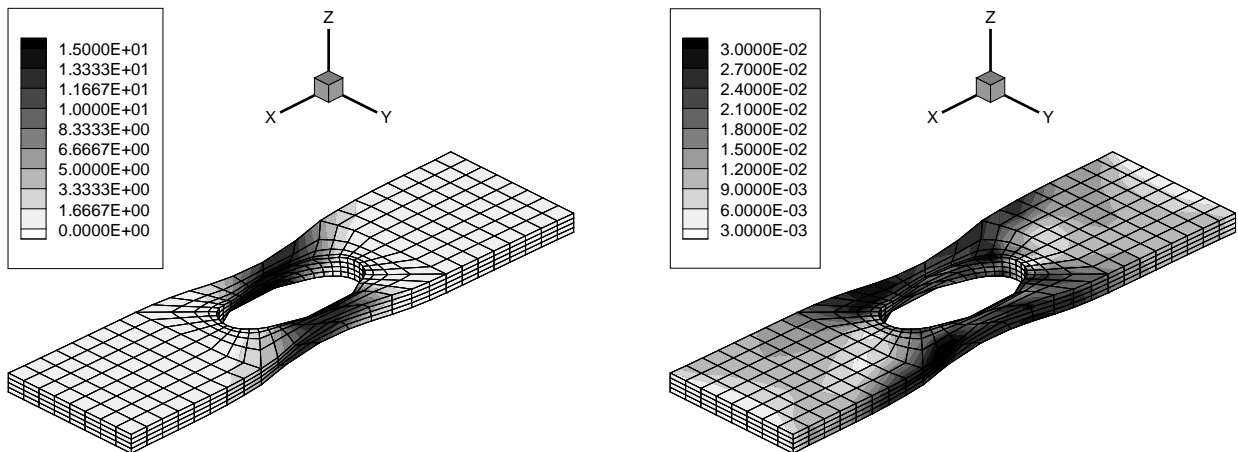 1.5000E+01
1.3333E+01
1.1667E+01
1.0000E+01
8.3333E+00
6.6667E+00
5.0000E+00
3.3333E+00
1.6667E+00
0.0000E+00
Z
X
Y
3.0000E-02
2.7000E-02
2.4000E-02
2.1000E-02
1.8000E-02
1.5000E-02
1.2000E-02
9.0000E-03
6.0000E-03
3.0000E-03
Z
X
Y